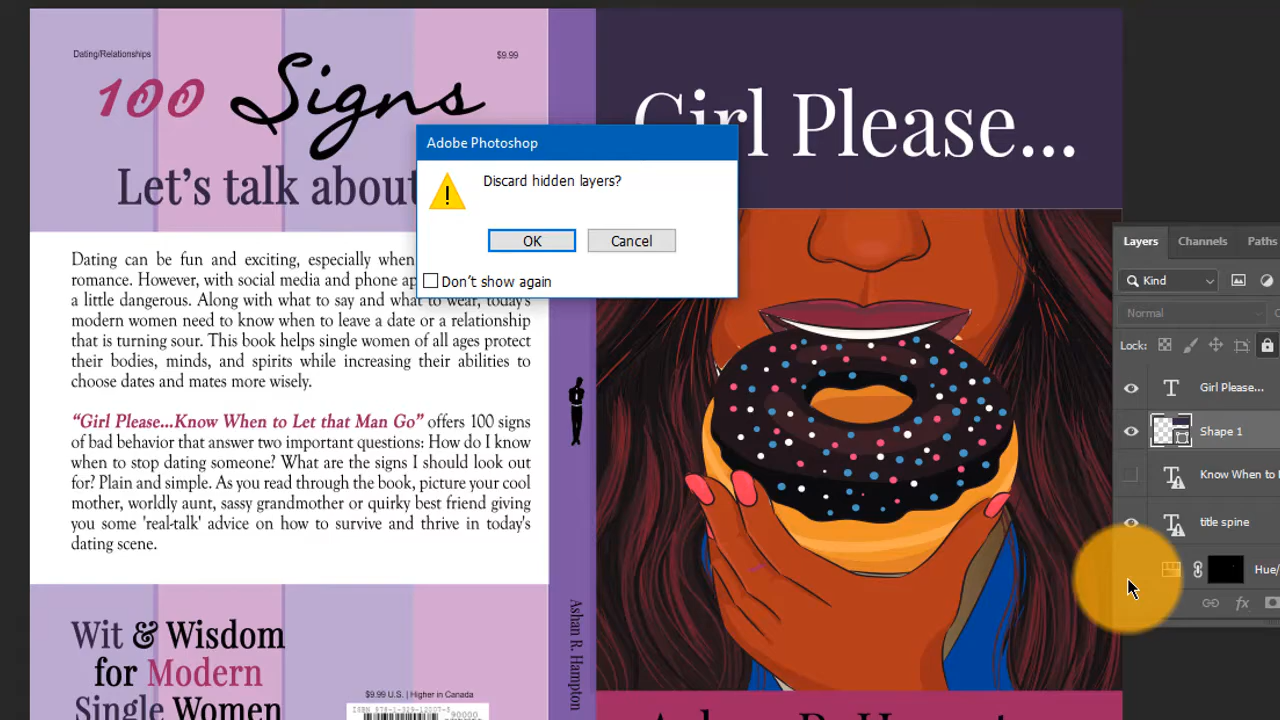 Dating/Relationships
$9.99
100 Signs
Let's talk about
Dating can be fun and exciting, especially when
romance. However, with social media and phone
a little dangerous. Along with what to say and what to wear, today's
modern women need to know when to leave a date or a relationship
that is turning sour. This book helps single women of all ages protect
their bodies, minds, and spirits while increasing their abilities to
choose dates and mates more wisely.
“Girl Please...Know When to Let that Man Go” offers 100 signs
of bad behavior that answer two important questions: How do I know
when to stop dating someone? What are the signs I should look out
for? Plain and simple. As you read through the book, picture your cool
mother, worldly aunt, sassy grandmother or quirky best friend giving
you some 'real-talk' advice on how to survive and thrive in today's
dating scene.
Wit & Wisdom
for Modern
Single Women
$9.99 U.S. | Higher in Canada
ISBN 978-1-329-12007-5
90000
Ashan R. Hampton
Girl Please...
Adobe Photoshop
Discard hidden layers?
OK
Cancel
Don't show again
Layers
Channels
Paths
Kind
Normal
Lock:
Girl Please...
Shape 1
Know When to
title spine
Hue/
fx